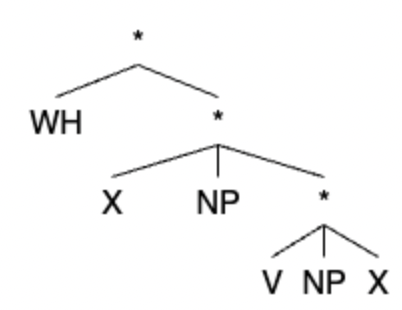 *
WH *
X NP *
V NP X